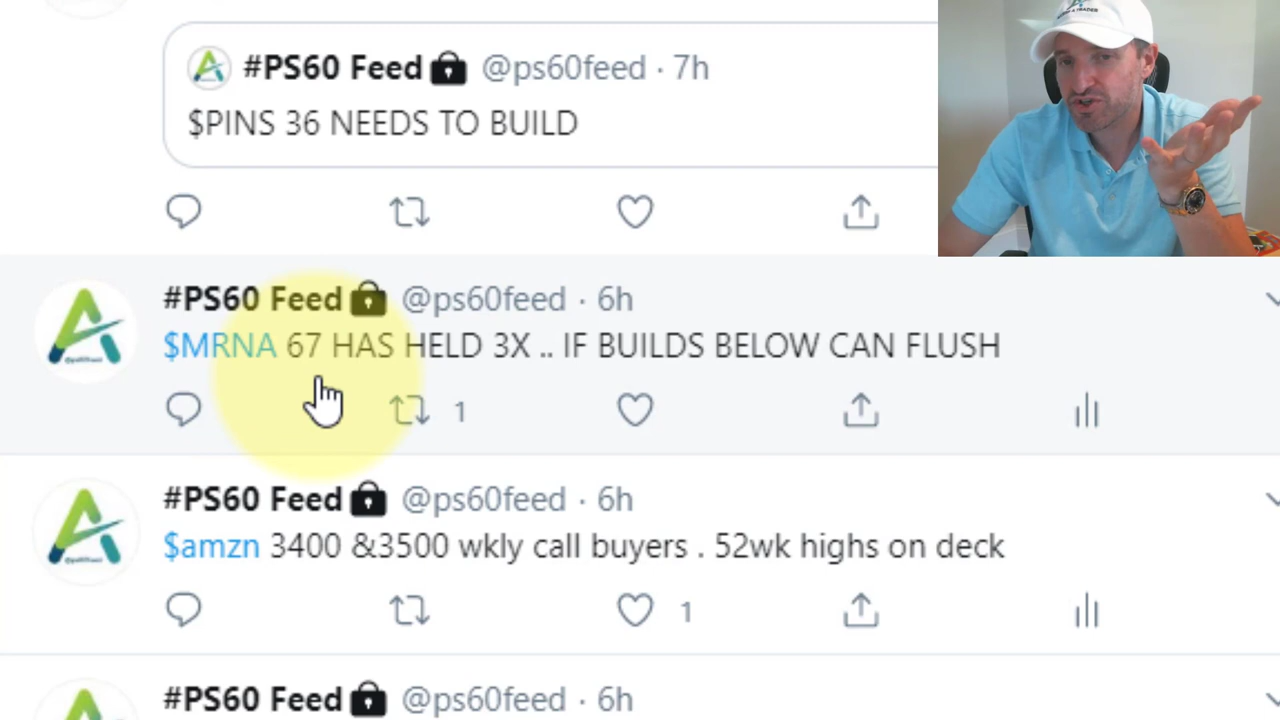 #PS60 Feed @ps60feed · 7h
$PINS 36 NEEDS TO BUILD
#PS60 Feed @ps60feed · 6h
$MRNA 67 HAS HELD 3X .. IF BUILDS BELOW CAN FLUSH
1
#PS60 Feed @ps60feed · 6h
$amzn 3400 &3500 wkly call buyers . 52wk highs on deck
1
#PS60 Feed @ps60feed · 6h